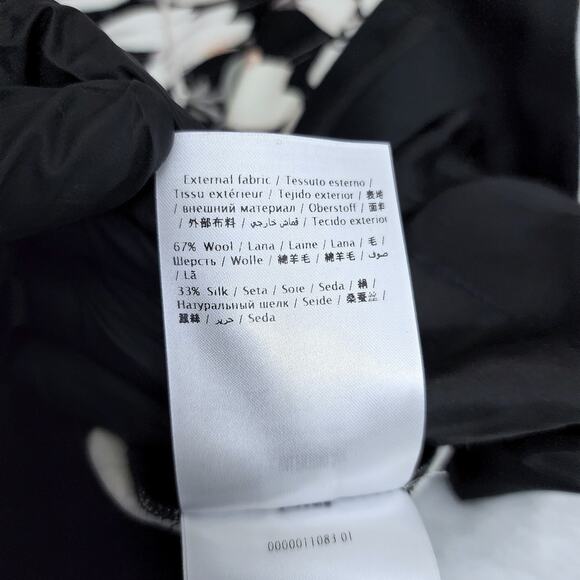 External fabric / Tessuto esterno /
Tissu extérieur / Tejido exterior / 表地
/ внешний материал / Oberstoff / 面料
/ 外部布料 / قماش خارجي / Tecido exterior
67% Wool / Lana / Laine / Lana / 毛 /
Шерсть / Wolle / 綿羊毛 / 綿羊毛 / صوف
/ Lã
33% Silk / Seta / Soie / Seda / 絹 /
Натуральный шелк / Seide / 桑蚕丝 /
蠶絲 / حرير / Seda
0000011083 01